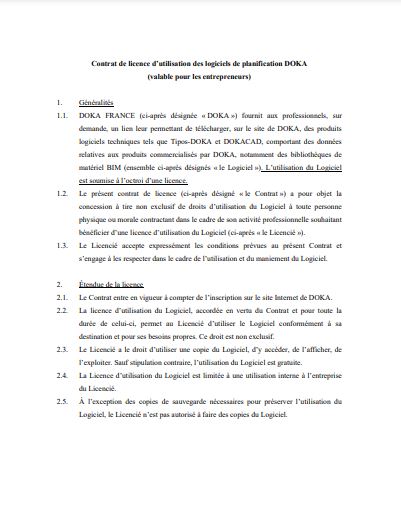 Contrat de licence d'utilisation des logiciels de planification DOKA
(valable pour les entrepreneurs)
1. Généralités
1.1. DOKA FRANCE (ci-après désignée « DOKA ») fournit aux professionnels, sur
demande, un lien leur permettant de télécharger, sur le site de DOKA, des produits
logiciels techniques tels que Tipos-DOKA et DOKACAD, comportant des données
relatives aux produits commercialisés par DOKA, notamment des bibliothèques de
matériel BIM (ensemble ci-après désignés « le Logiciel »). L'utilisation du Logiciel
est soumise à l'octroi d'une licence.
1.2. Le présent contrat de licence (ci-après désigné « le Contrat ») a pour objet la
concession à tire non exclusif de droits d'utilisation du Logiciel à toute personne
physique ou morale contractant dans le cadre de son activité professionnelle souhaitant
bénéficier d'une licence d'utilisation du Logiciel (ci-après « le Licencié »).
1.3. Le Licencié accepte expressément les conditions prévues au présent Contrat et
s'engage à les respecter dans le cadre de l'utilisation et du maniement du Logiciel.
2. Étendue de la licence
2.1. Le Contrat entre en vigueur à compter de l'inscription sur le site Internet de DOKA.
2.2. La licence d'utilisation du Logiciel, accordée en vertu du Contrat et pour toute la
durée de celui-ci, permet au Licencié d'utiliser le Logiciel conformément à sa
destination et pour ses besoins propres. Ce droit est non exclusif.
2.3. Le Licencié a le droit d'utiliser une copie du Logiciel, d'y accéder, de l'afficher, de
l'exploiter. Sauf stipulation contraire, l'utilisation du Logiciel est gratuite.
2.4. La Licence d'utilisation du Logiciel est limitée à une utilisation interne à l'entreprise
du Licencié.
2.5. À l'exception des copies de sauvegarde nécessaires pour préserver l'utilisation du
Logiciel, le Licencié n'est pas autorisé à faire des copies du Logiciel.